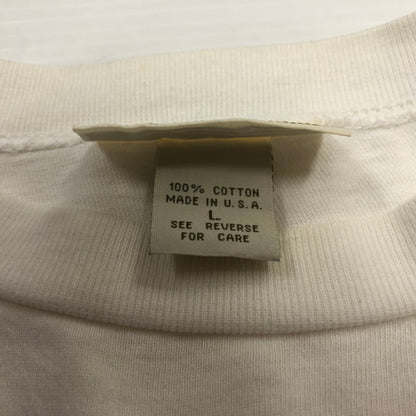 100% COTTON
MADE IN U.S.A.
L
SEE REVERSE
FOR CARE